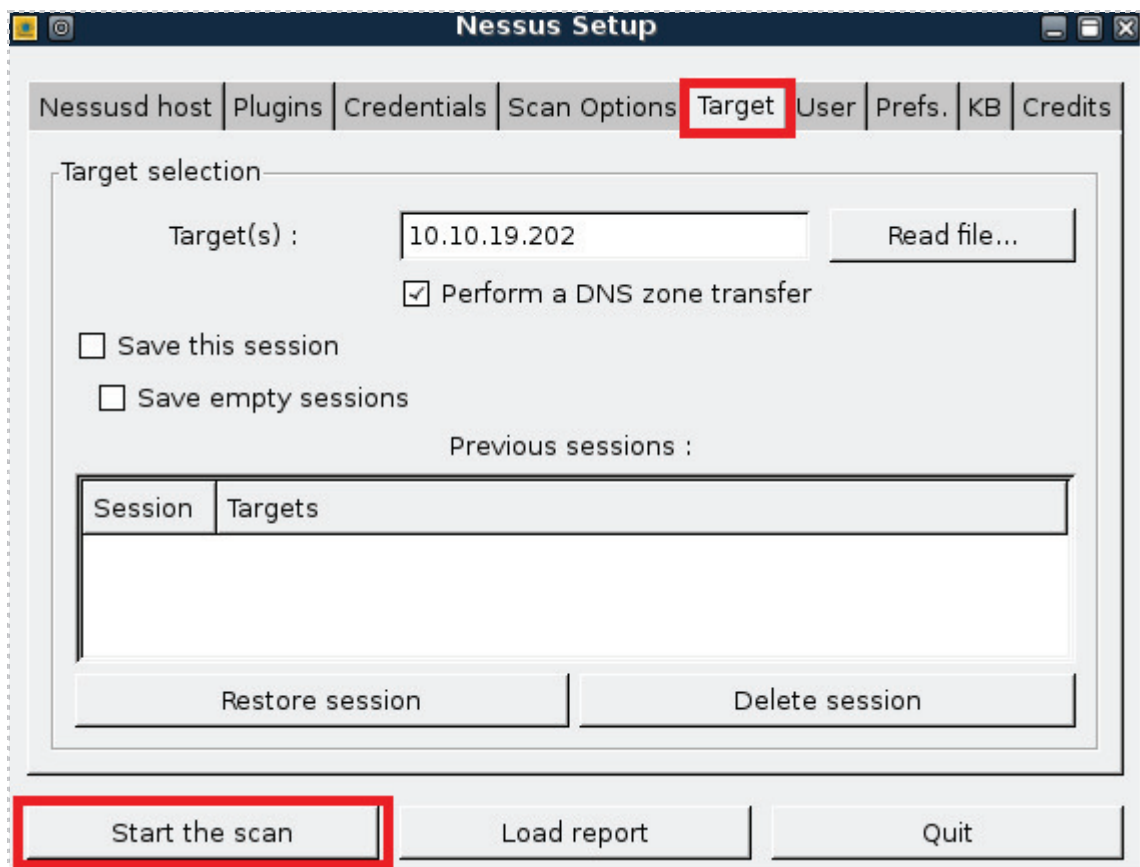 Nessus Setup
Nessusd host Plugins Credentials Scan Options Target User Prefs. KB Credits
Target selection
Target(s) : 10.10.19.202 Read file...
Perform a DNS zone transfer
Save this session
Save empty sessions
Previous sessions :
Session Targets
Restore session Delete session
Start the scan Load report Quit